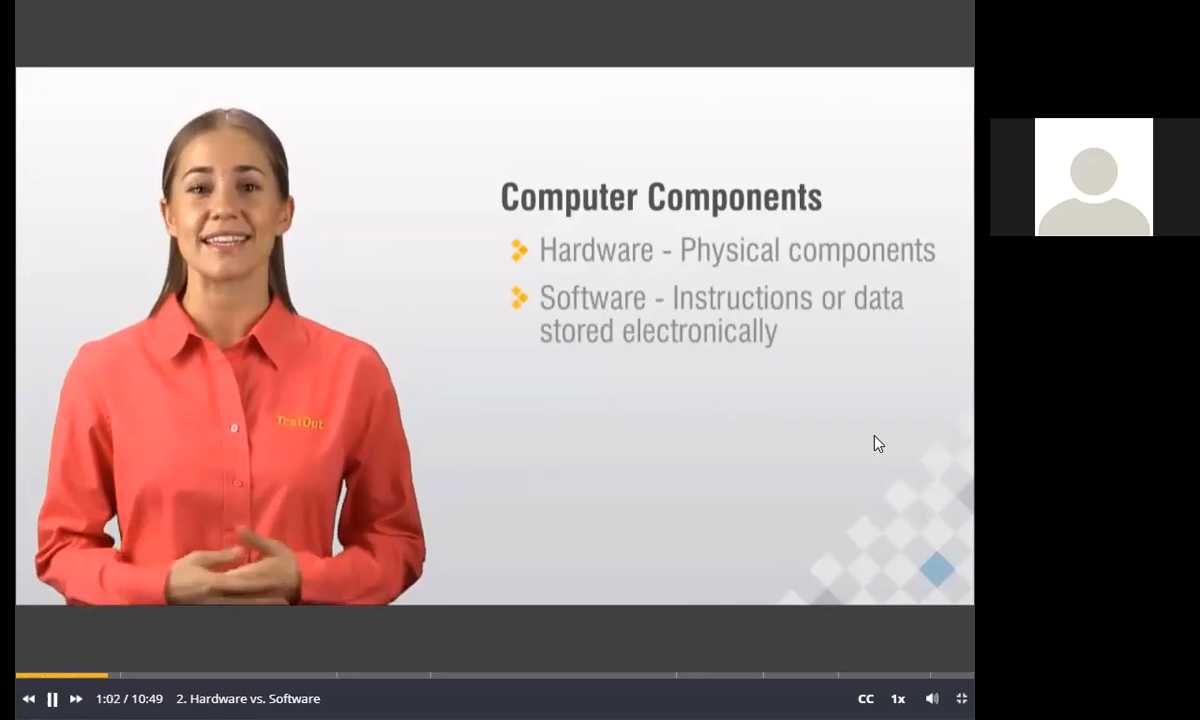 Computer Components
Hardware - Physical components
Software - Instructions or data
stored electronically
TestOut
1:02 / 10:49 2. Hardware vs. Software CC 1x